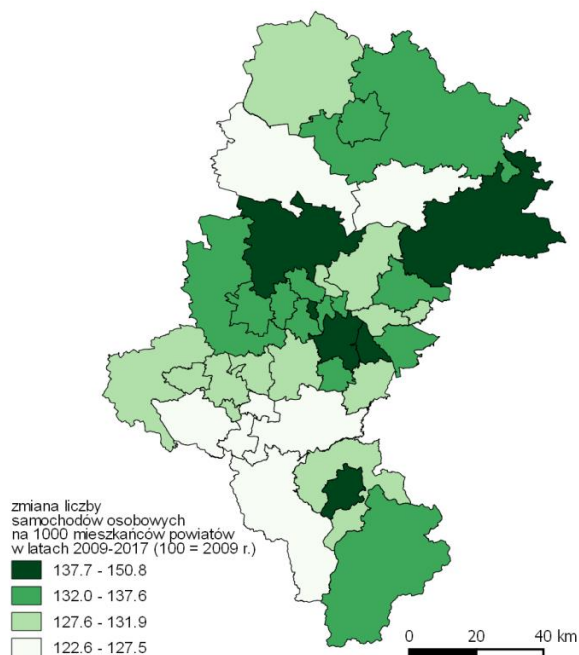 zmiana liczby
samochodów osobowych
na 1000 mieszkańców powiatów
w latach 2009-2017 (100 = 2009 r.)
137.7 - 150.8
132.0 - 137.6
127.6 - 131.9
122.6 - 127.5
0 20 40 km